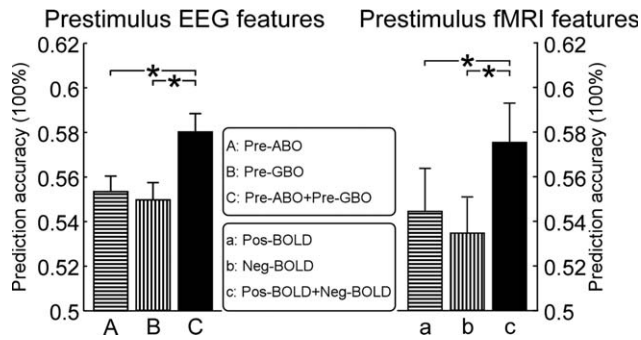 Prestimulus EEG features
Prestimulus fMRI features
Prediction accuracy (100%)
0.62
0.6
0.58
0.56
0.54
0.52
0.5
*
*
A
B
C
A: Pre-ABO
B: Pre-GBO
C: Pre-ABO+Pre-GBO
a: Pos-BOLD
b: Neg-BOLD
c: Pos-BOLD+Neg-BOLD
*
*
a
b
c
0.62
0.6
0.58
0.56
0.54
0.52
0.5
Prediction accuracy (100%)